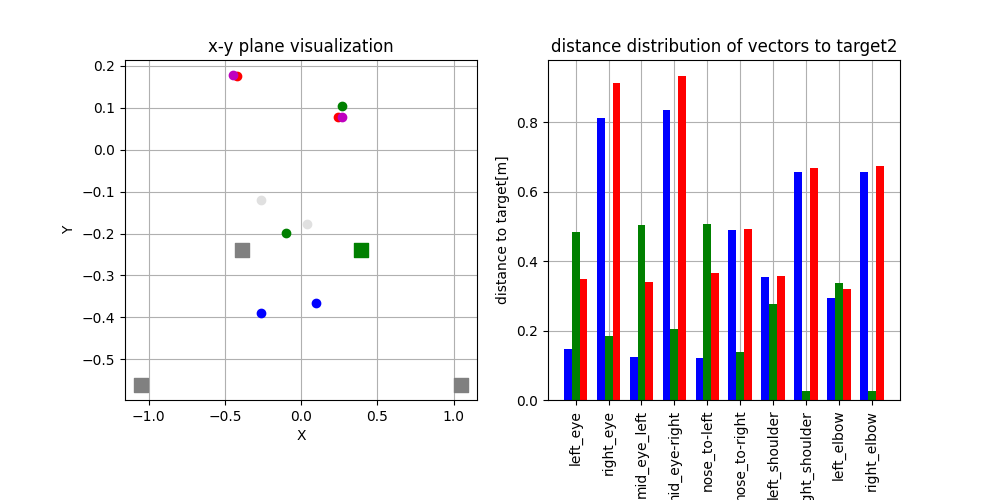 x-y plane visualization
0.2
0.1
0.0
−0.1
−0.2
−0.3
−0.4
−0.5
Y
−1.0
−0.5
0.0
0.5
1.0
X
distance distribution of vectors to target2
0.8
0.6
0.4
0.2
0.0
distance to target[m]
left_eye
right_eye
mid_eye_left
mid_eye-right
nose_to-left
nose_to-right
left_shoulder
ght_shoulder
left_elbow
right_elbow